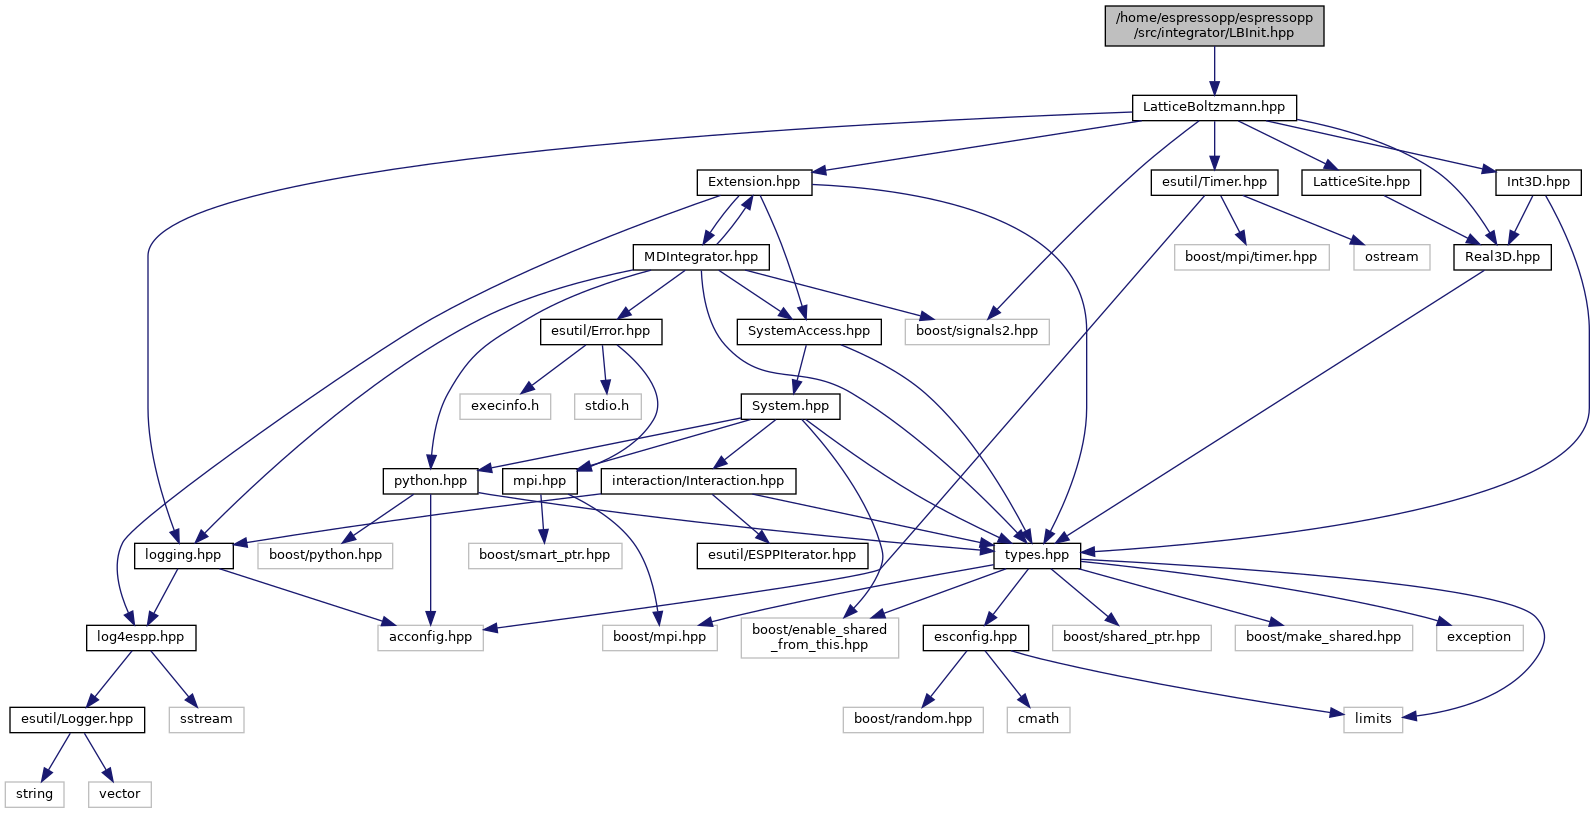 /home/espressopp/espressopp
/src/integrator/LBInit.hpp
LatticeBoltzmann.hpp
Extension.hpp
esutil/Timer.hpp
LatticeSite.hpp
Int3D.hpp
MDIntegrator.hpp
boost/mpi/timer.hpp
ostream
Real3D.hpp
esutil/Error.hpp
SystemAccess.hpp
boost/signals2.hpp
execinfo.h
stdio.h
System.hpp
python.hpp
mpi.hpp
interaction/Interaction.hpp
logging.hpp
boost/python.hpp
boost/smart_ptr.hpp
esutil/ESPPIterator.hpp
types.hpp
log4espp.hpp
acconfig.hpp
boost/mpi.hpp
boost/enable_shared
_from_this.hpp
esconfig.hpp
boost/shared_ptr.hpp
boost/make_shared.hpp
exception
esutil/Logger.hpp
sstream
boost/random.hpp
cmath
limits
string
vector